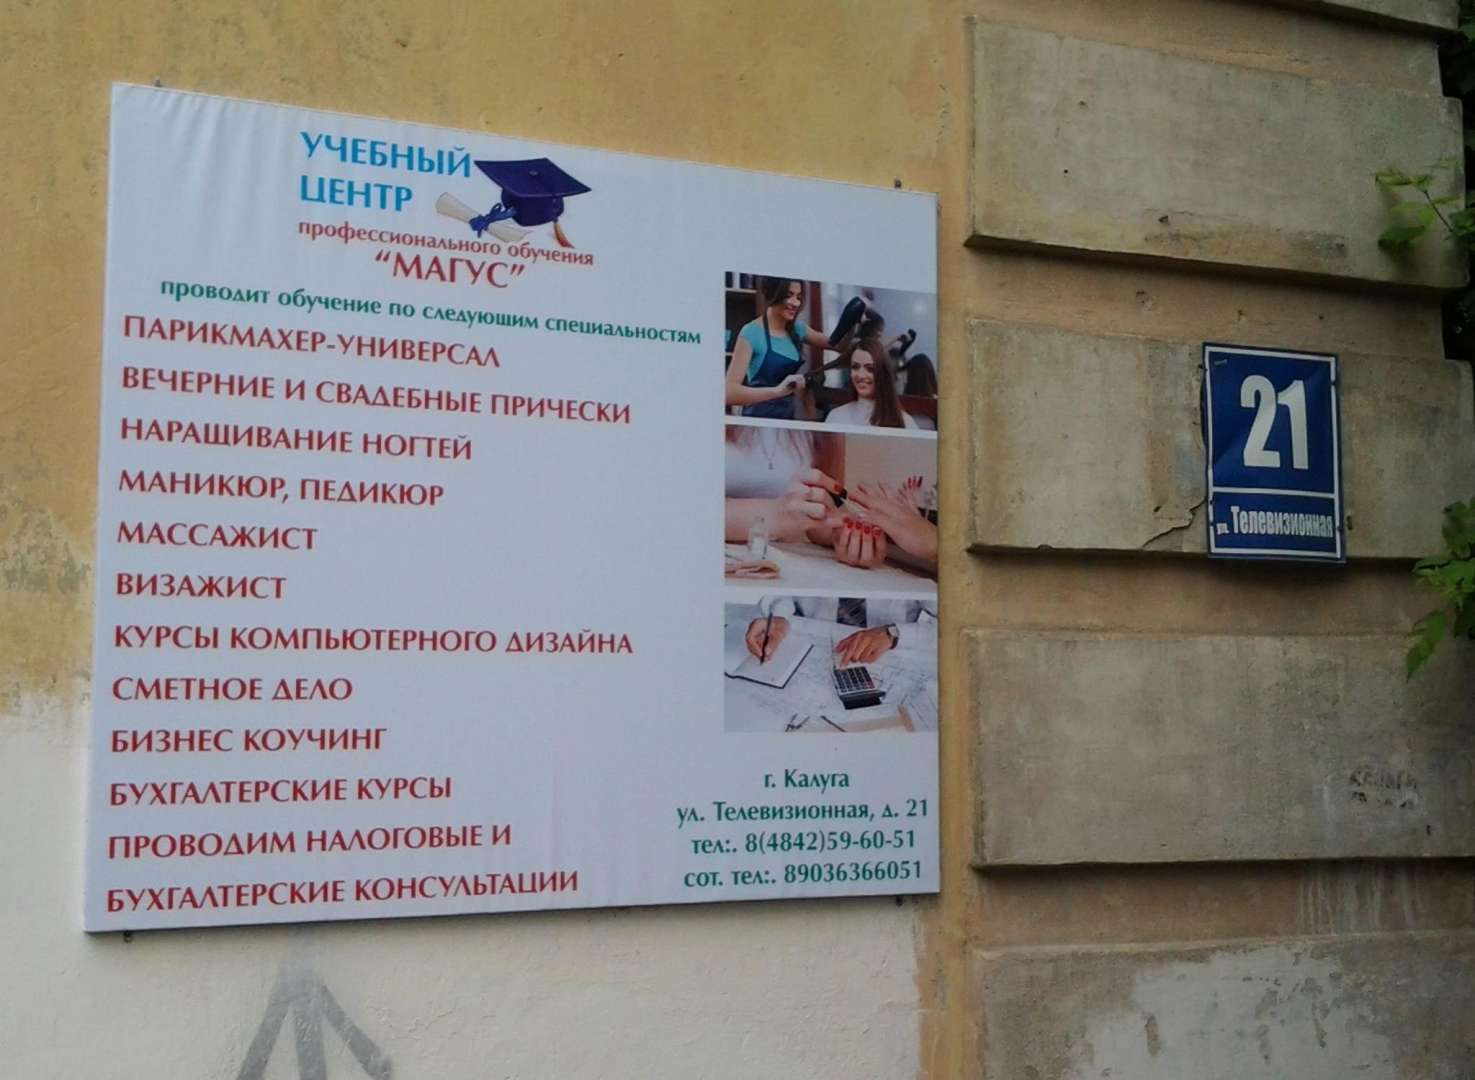 УЧЕБНЫЙ
ЦЕНТР
профессионального обучения
“МАГУС”
проводит обучение по следующим специальностям
ПАРИКМАХЕР-УНИВЕРСАЛ
ВЕЧЕРНИЕ И СВАДЕБНЫЕ ПРИЧЕСКИ
НАРАЩИВАНИЕ НОГТЕЙ
МАНИКЮР, ПЕДИКЮР
МАССАЖИСТ
ВИЗАЖИСТ
КУРСЫ КОМПЬЮТЕРНОГО ДИЗАЙНА
СМЕТНОЕ ДЕЛО
БИЗНЕС КОУЧИНГ
БУХГАЛТЕРСКИЕ КУРСЫ
ПРОВОДИМ НАЛОГОВЫЕ И
БУХГАЛТЕРСКИЕ КОНСУЛЬТАЦИИ
г. Калуга
ул. Телевизионная, д. 21
тел:. 8(4842)59-60-51
сот. тел:. 89036366051
21
ул. Телевизионная